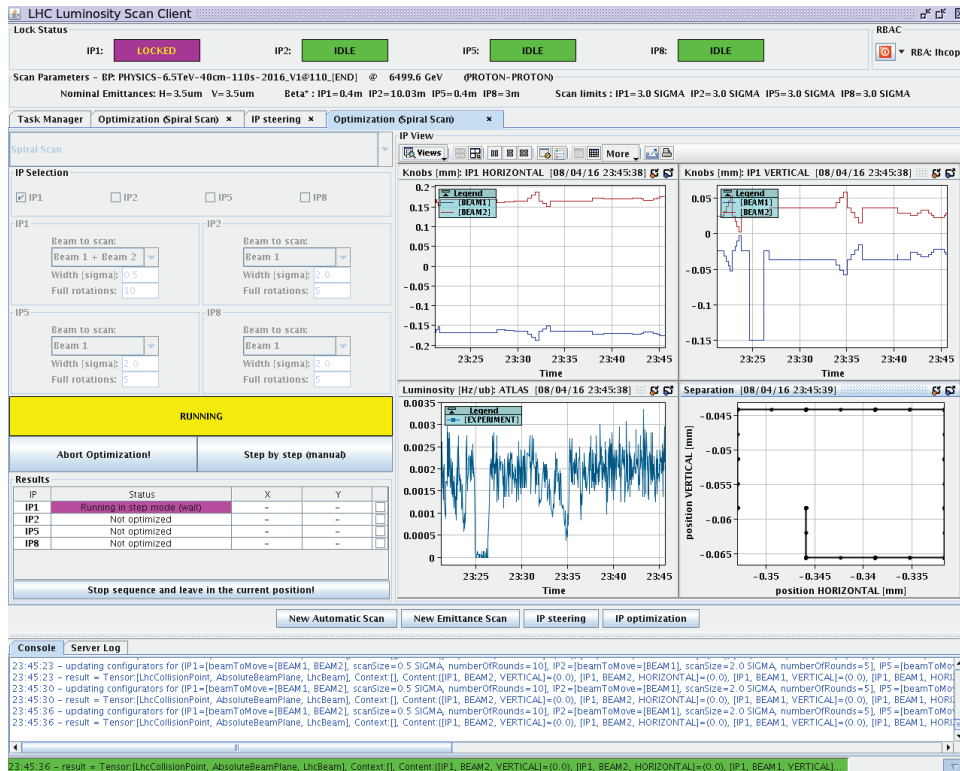 LHC Luminosity Scan Client
Lock Status
RBAC
IP1: LOCKED IP2: IDLE IP5: IDLE IP8: IDLE
RBA: lhcop
Scan Parameters - BP: PHYSICS-6.5TeV-40cm-110s-2016_V1@110_[END] @ 6499.6 GeV (PROTON-PROTON)
Nominal Emittances: H=3.5um V=3.5um Beta* : IP1=0.4m IP2=10.03m IP5=0.4m IP8=3m Scan limits : IP1=3.0 SIGMA IP2=3.0 SIGMA IP5=3.0 SIGMA IP8=3.0 SIGMA
Task Manager Optimization (Spiral Scan) × IP steering × Optimization (Spiral Scan) ×
Spiral Scan
IP Selection
IP1 IP2 IP5 IP8
IP1
Beam to scan:
Beam 1 + Beam 2
Width [sigma]: 0.5
Full rotations: 10
IP2
Beam to scan:
Beam 1
Width [sigma]: 2.0
Full rotations: 5
IP5
Beam to scan:
Beam 1
Width [sigma]: 2.0
Full rotations: 5
IP8
Beam to scan:
Beam 1
Width [sigma]: 2.0
Full rotations: 5
RUNNING
Abort Optimization! Step by step (manual)
Results
IP Status X Y
IP1 Running in step mode (wait) - -
IP2 Not optimized - -
IP5 Not optimized - -
IP8 Not optimized - -
Stop sequence and leave in the current position!
IP View
Views More
Knobs [mm]: IP1 HORIZONTAL [08/04/16 23:45:38]
Legend
[BEAM1]
[BEAM2]
0.2
0.15
0.1
0.05
0
-0.05
-0.1
-0.15
-0.2
23:25 23:30 23:35 23:40 23:45
Time
Knobs [mm]: IP1 VERTICAL [08/04/16 23:45:38]
Legend
[BEAM1]
[BEAM2]
0.05
0
-0.05
-0.1
-0.15
23:25 23:30 23:35 23:40 23:45
Time
Luminosity [Hz/ub]: ATLAS [08/04/16 23:45:38]
Legend
[EXPERIMENT]
0.0035
0.003
0.0025
0.002
0.0015
0.001
0.0005
0
23:25 23:30 23:35 23:40 23:45
Time
Separation [08/04/16 23:45:39]
position VERTICAL [mm]
-0.045
-0.05
-0.055
-0.06
-0.065
-0.35 -0.345 -0.34 -0.335
position HORIZONTAL [mm]
New Automatic Scan New Emittance Scan IP steering IP optimization
Console Server Log
23:45:23 - updating configurators for (IP1=[beamToMove=[BEAM1, BEAM2], scanSize=0.5 SIGMA, numberOfRounds=10], IP2=[beamToMove=[BEAM1], scanSize=2.0 SIGMA, numberOfRounds=5], IP5=[beamToMov
23:45:23 - result = Tensor:[LhcCollisionPoint, AbsoluteBeamPlane, LhcBeam], Context:[], Content:([IP1, BEAM2, VERTICAL]=(0.0), [IP1, BEAM2, HORIZONTAL]=(0.0), [IP1, BEAM1, VERTICAL]=(0.0), [IP1, BEAM1, HORI
23:45:30 - updating configurators for (IP1=[beamToMove=[BEAM1, BEAM2], scanSize=0.5 SIGMA, numberOfRounds=10], IP2=[beamToMove=[BEAM1], scanSize=2.0 SIGMA, numberOfRounds=5], IP5=[beamToMov
23:45:30 - result = Tensor:[LhcCollisionPoint, AbsoluteBeamPlane, LhcBeam], Context:[], Content:([IP1, BEAM2, VERTICAL]=(0.0), [IP1, BEAM2, HORIZONTAL]=(0.0), [IP1, BEAM1, VERTICAL]=(0.0), [IP1, BEAM1, HORI
23:45:36 - updating configurators for (IP1=[beamToMove=[BEAM1, BEAM2], scanSize=0.5 SIGMA, numberOfRounds=10], IP2=[beamToMove=[BEAM1], scanSize=2.0 SIGMA, numberOfRounds=5], IP5=[beamToMov
23:45:36 - result = Tensor:[LhcCollisionPoint, AbsoluteBeamPlane, LhcBeam], Context:[], Content:([IP1, BEAM2, VERTICAL]=(0.0), [IP1, BEAM2, HORIZONTAL]=(0.0), [IP1, BEAM1, VERTICAL]=(0.0), [IP1, BEAM1, HORI
23:45:36 - result = Tensor:[LhcCollisionPoint, AbsoluteBeamPlane, LhcBeam], Context:[], Content:([IP1, BEAM2, VERTICAL]=(0.0), [IP1, BEAM2, HORIZONTAL]=(0.0), [IP1, BEAM1, VERTICAL]...